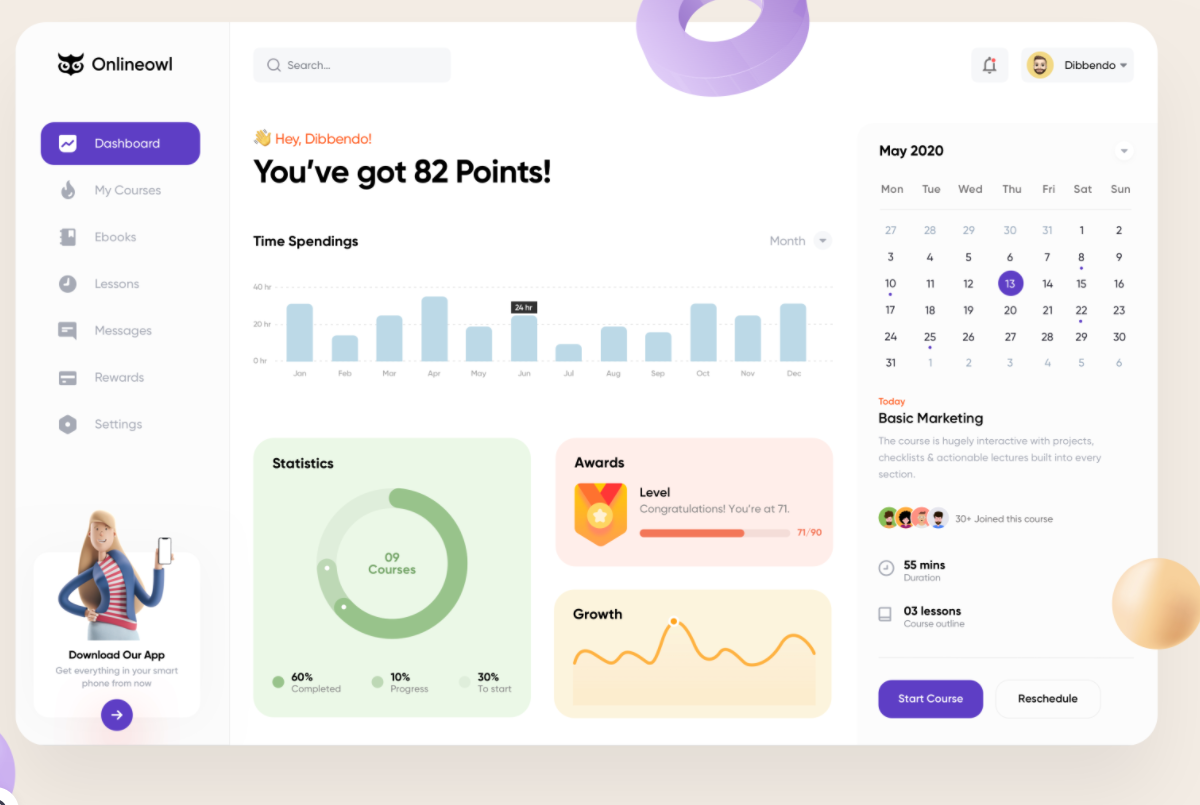 Onlineowl
Search...
Dibbendo
Dashboard
My Courses
Ebooks
Lessons
Messages
Rewards
Settings
Download Our App
Get everything in your smart
phone from now
👋 Hey, Dibbendo!
You’ve got 82 Points!
Time Spendings
Month
40 hr
20 hr
0 hr
24 hr
Jan Feb Mar Apr May Jun Jul Aug Sep Oct Nov Dec
Statistics
09
Courses
60%
Completed
10%
Progress
30%
To start
Awards
Level
Congratulations! You’re at 71.
71/90
Growth
May 2020
Mon Tue Wed Thu Fri Sat Sun
27 28 29 30 31 1 2
3 4 5 6 7 8 9
10 11 12 13 14 15 16
17 18 19 20 21 22 23
24 25 26 27 28 29 30
31 1 2 3 4 5 6
Today
Basic Marketing
The course is hugely interactive with projects,
checklists & actionable lectures built into every
section.
30+ Joined this course
55 mins
Duration
03 lessons
Course outline
Start Course
Reschedule